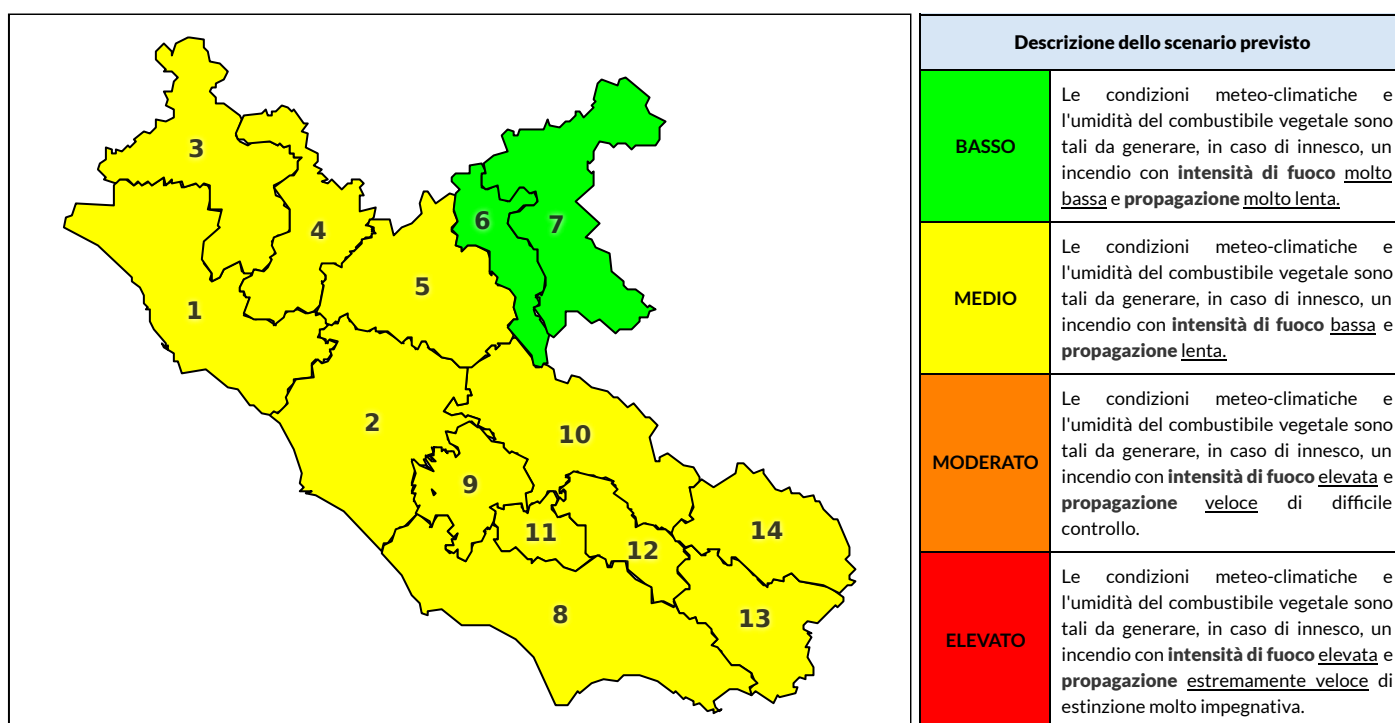 3
4
6
7
5
1
2
10
9
11
12
14
8
13
Descrizione dello scenario previsto
BASSO
Le condizioni meteo-climatiche e
l'umidità del combustibile vegetale sono
tali da generare, in caso di innesco, un
incendio con intensità di fuoco molto
bassa e propagazione molto lenta.
MEDIO
Le condizioni meteo-climatiche e
l'umidità del combustibile vegetale sono
tali da generare, in caso di innesco, un
incendio con intensità di fuoco bassa e
propagazione lenta.
MODERATO
Le condizioni meteo-climatiche e
l'umidità del combustibile vegetale sono
tali da generare, in caso di innesco, un
incendio con intensità di fuoco elevata e
propagazione veloce di difficile
controllo.
ELEVATO
Le condizioni meteo-climatiche e
l'umidità del combustibile vegetale sono
tali da generare, in caso di innesco, un
incendio con intensità di fuoco elevata e
propagazione estremamente veloce di
estinzione molto impegnativa.